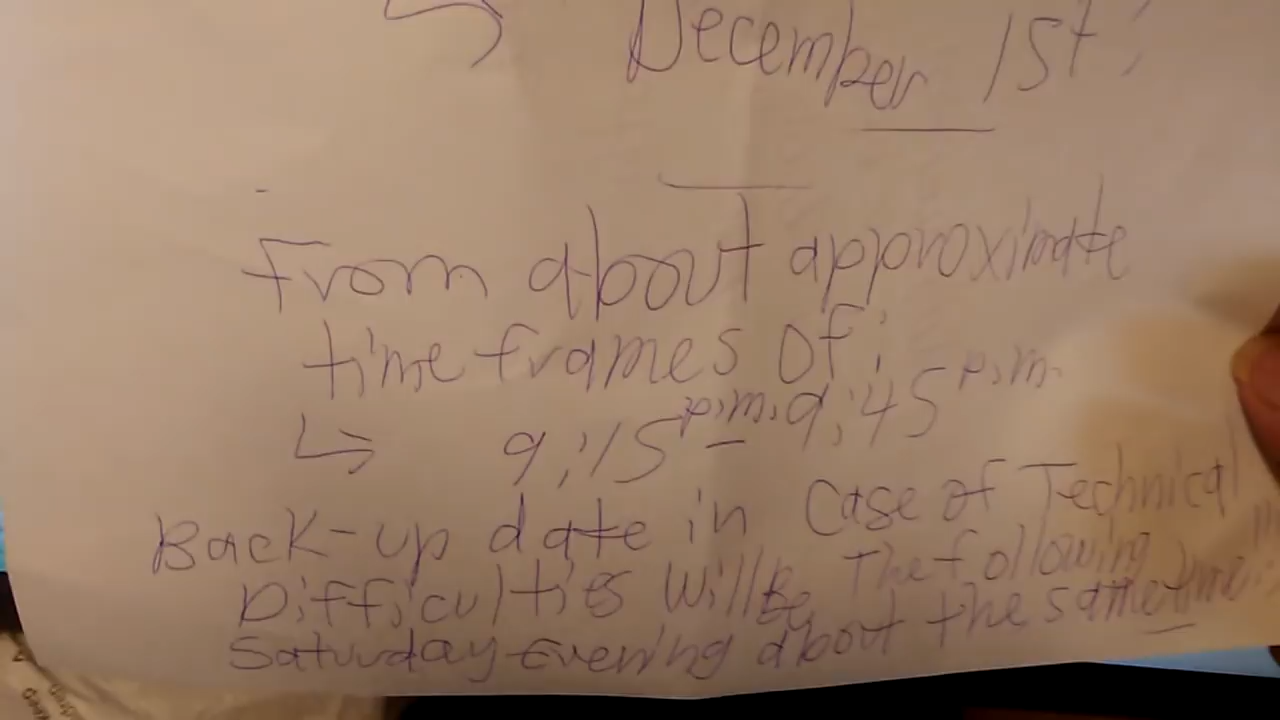 December 1st;
From about approximate
time frames of;
↳ 9;15 p.m. - 9;45 p.m.
Back-up date in Case of Technical
Difficulties Will Be The following
Saturday Evening about the same time